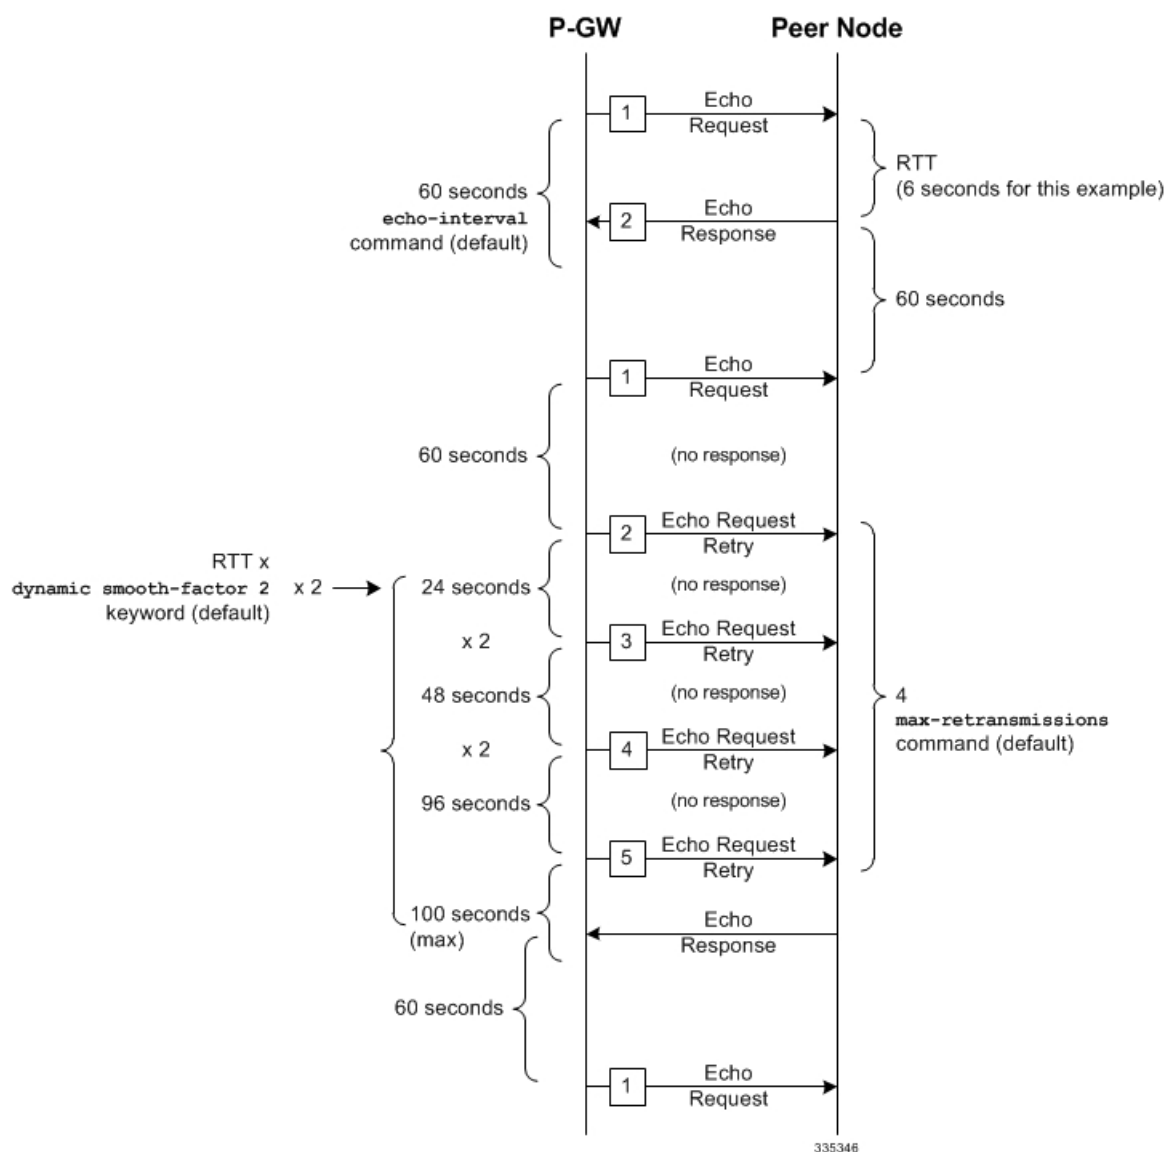 P-GW
Peer Node
1
Echo
Request
RTT
(6 seconds for this example)
60 seconds
echo-interval
command (default)
2
Echo
Response
60 seconds
1
Echo
Request
60 seconds
(no response)
2
Echo Request
Retry
RTT x
dynamic smooth-factor 2
keyword (default)
x 2
24 seconds
(no response)
x 2
3
Echo Request
Retry
48 seconds
(no response)
4
max-retransmissions
command (default)
x 2
4
Echo Request
Retry
96 seconds
(no response)
5
Echo Request
Retry
100 seconds
(max)
Echo
Response
60 seconds
1
Echo
Request
335346